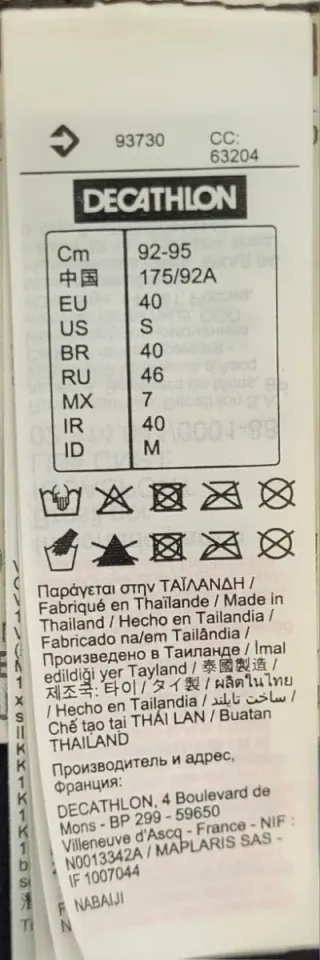 93730 CC:
63204
DECATHLON
Cm 92-95
中国 175/92A
EU 40
US S
BR 40
RU 46
MX 7
IR 40
ID M
Παράγεται στην ΤΑΪΛΑΝΔΗ /
Fabriqué en Thaïlande / Made in
Thailand / Hecho en Tailandia /
Fabricado na/em Tailândia /
Произведено в Таиланде / İmal
edildiği yer Tayland / 泰國製造 /
제조국: 타이 / タイ製 / ผลิตในไทย
/ Hecho en Tailandia / ساخت تايلند /
Chế tạo tại THÁI LAN / Buatan
THAILAND
Производитель и адрес,
Франция:
DECATHLON, 4 Boulevard de
Mons - BP 299 - 59650
Villeneuve d'Ascq - France - NIF :
N0013342A / MAPLARIS SAS -
IF 1007044
NABAIJI